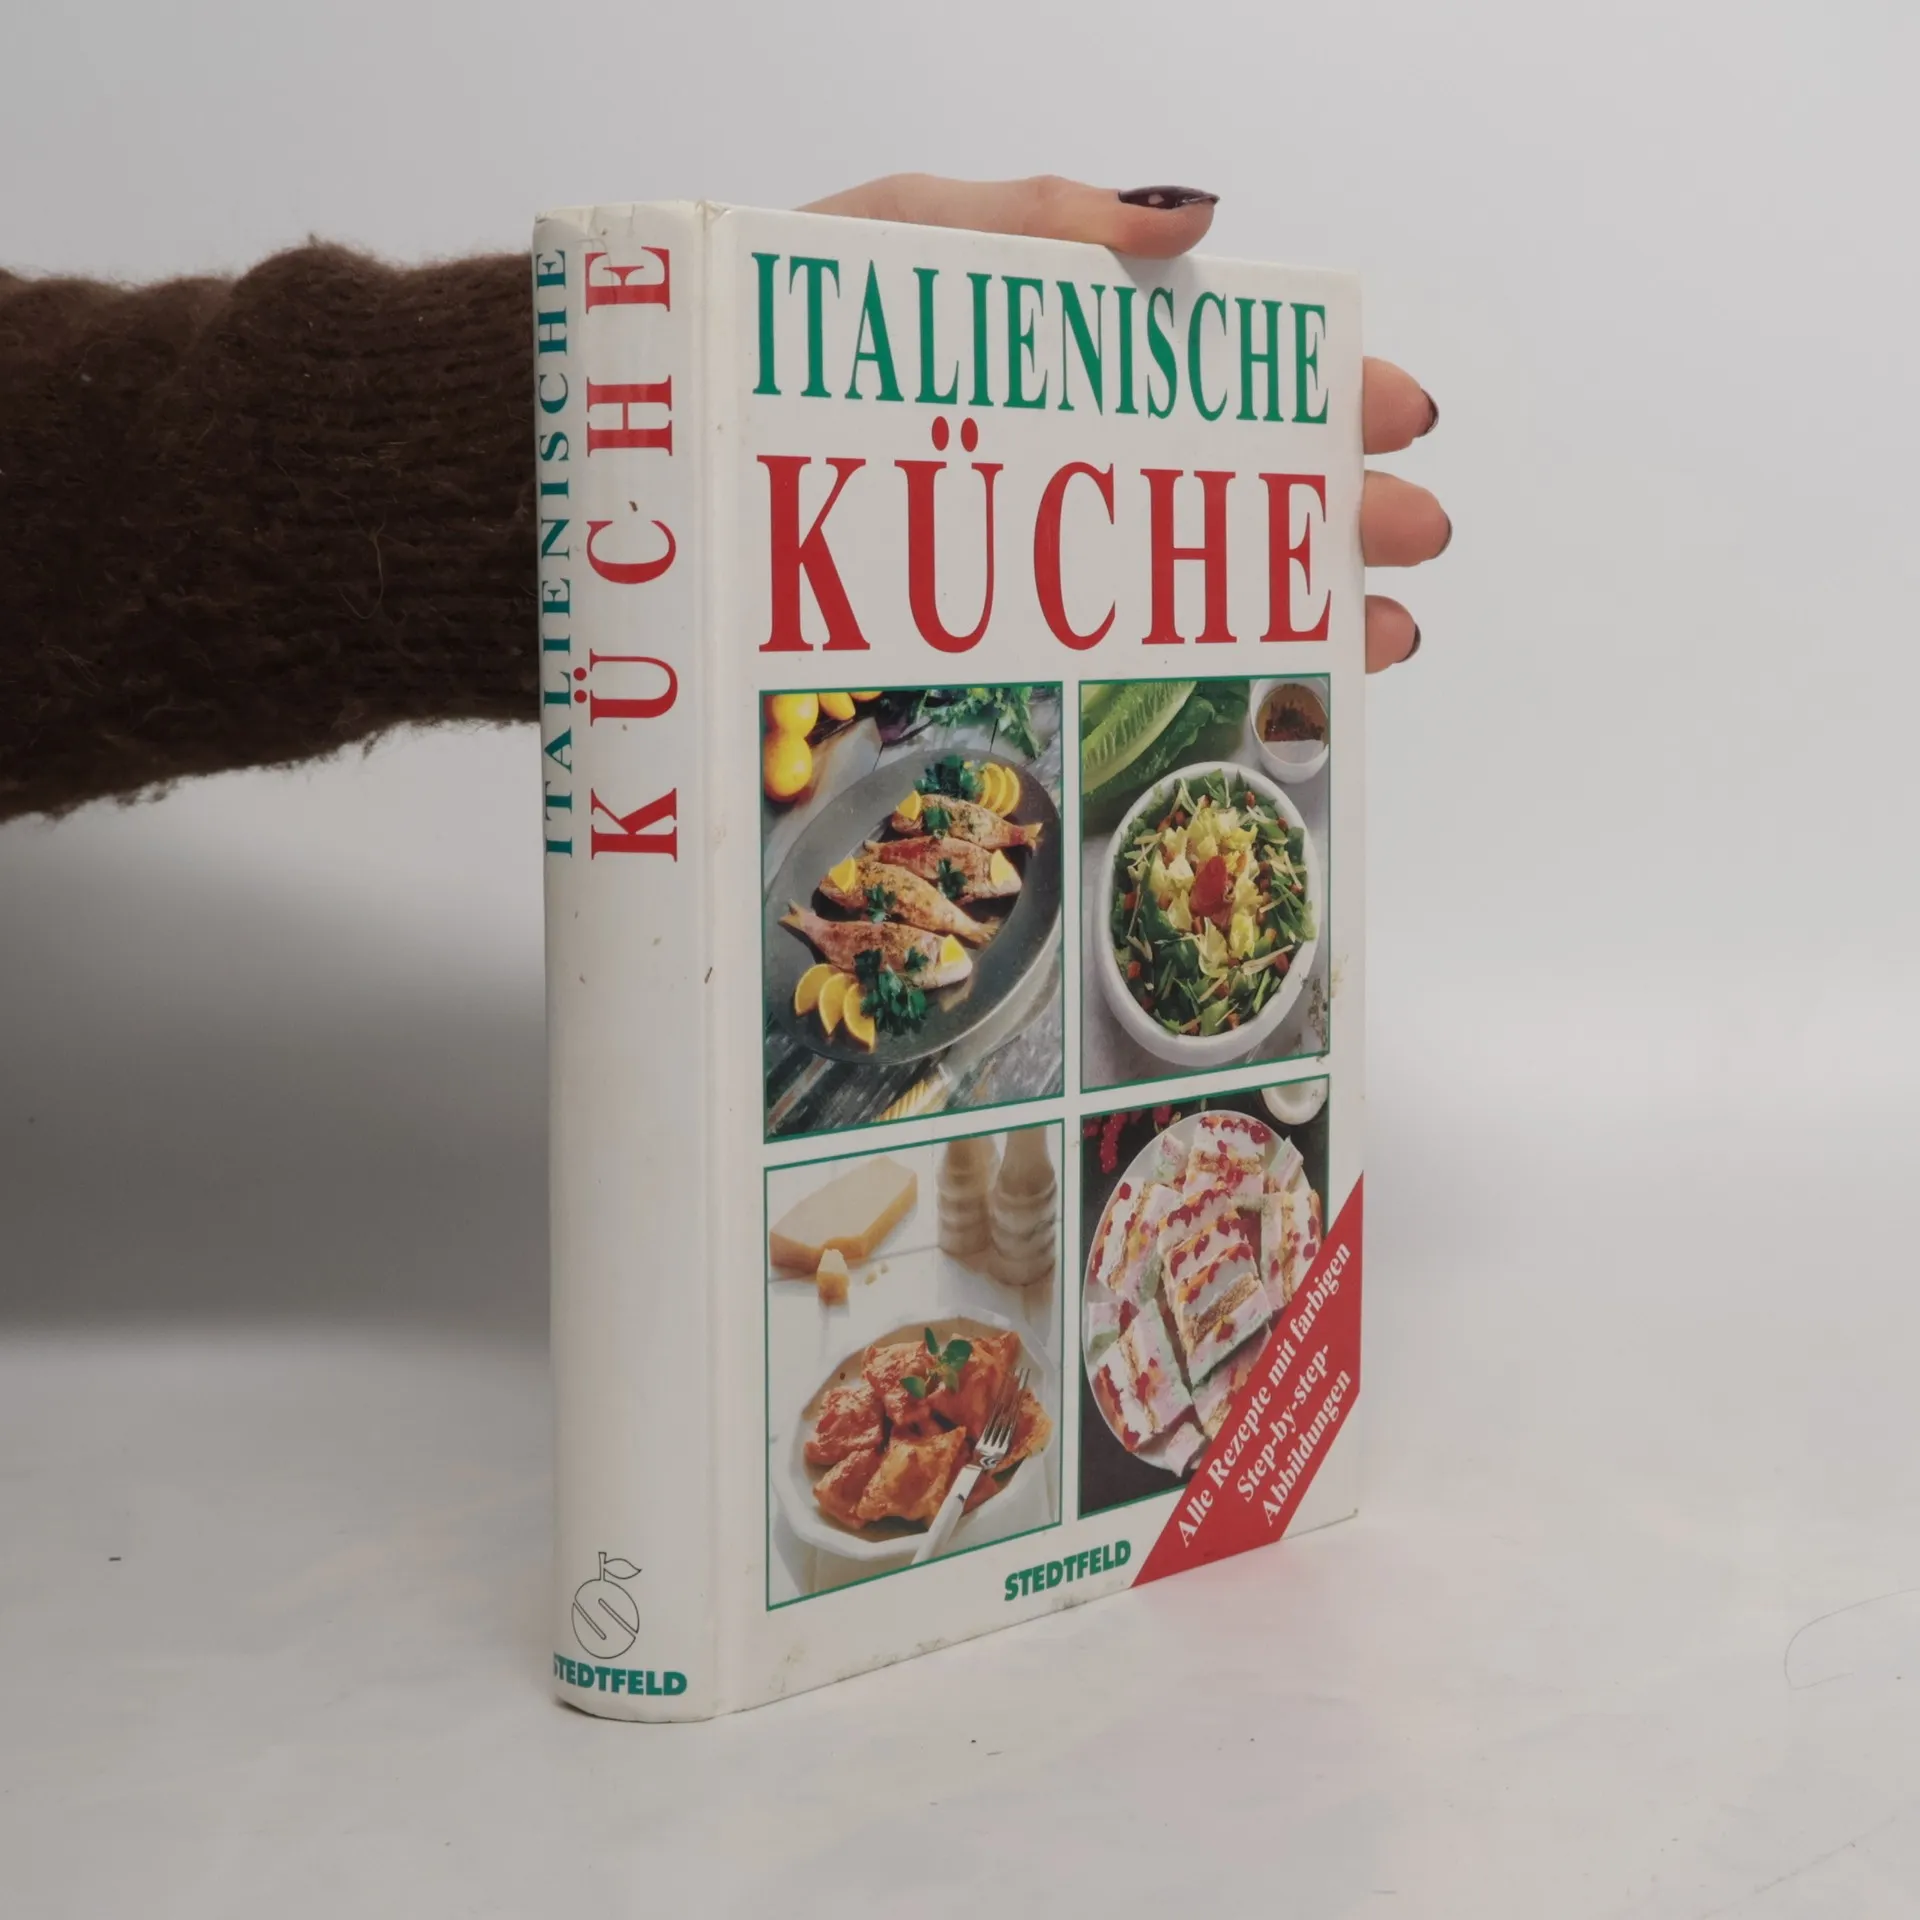 ITALIENISCHE
KÜCHE
STEDTFELD
ITALIENISCHE
KÜCHE
Alle Rezepte mit farbigen
Step-by-step-
Abbildungen
STEDTFELD